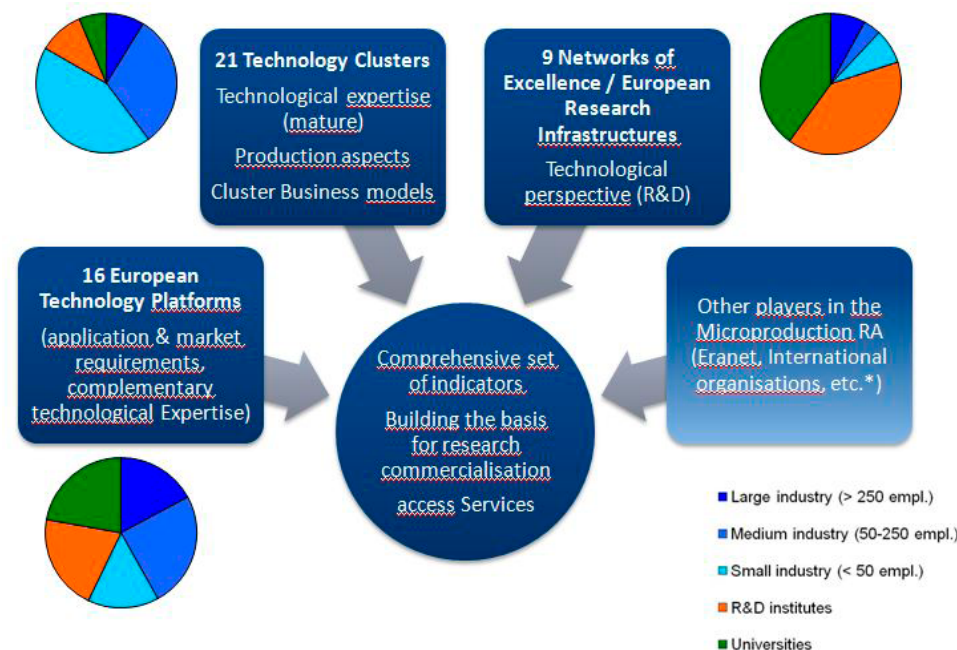 21 Technology Clusters
Technological expertise
(mature)
Production aspects
Cluster Business models
9 Networks of
Excellence / European
Research
Infrastructures
Technological
perspective (R&D)
16 European
Technology Platforms
(application & market
requirements,
complementary
technological Expertise)
Other players in the
Microproduction RA
(Eranet, International
organisations, etc.*)
Comprehensive set
of indicators
Building the basis
for research
commercialisation
access Services
Large industry (> 250 empl.)
Medium industry (50-250 empl.)
Small industry (< 50 empl.)
R&D institutes
Universities